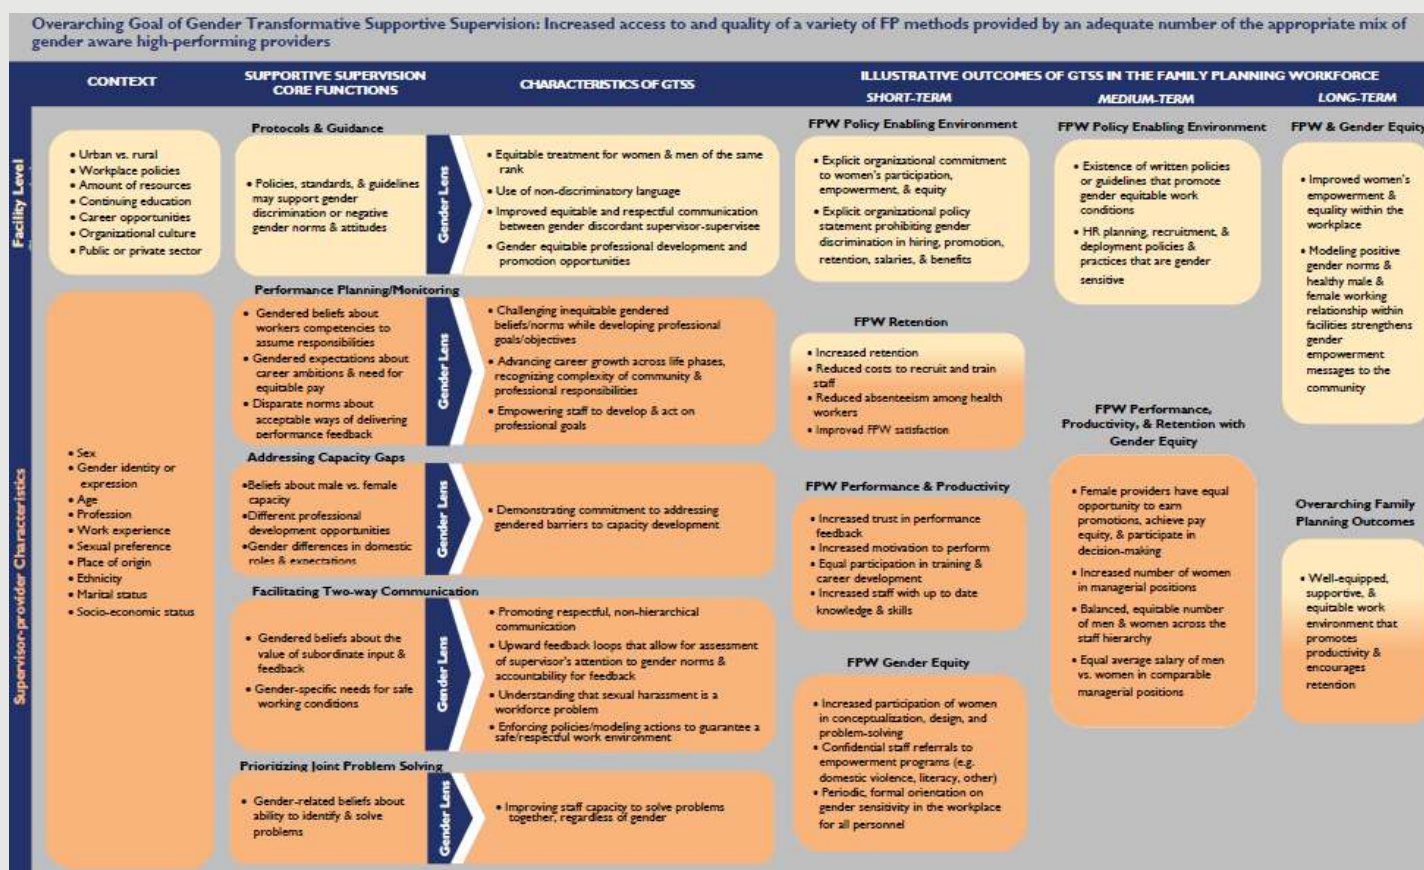 Overarching Goal of Gender Transformative Supportive Supervision: Increased access to and quality of a variety of FP methods provided by an adequate number of the appropriate mix of
gender aware high-performing providers
CONTEXT
SUPPORTIVE SUPERVISION
CORE FUNCTIONS
CHARACTERISTICS OF GTSS
ILLUSTRATIVE OUTCOMES OF GTSS IN THE FAMILY PLANNING WORKFORCE
SHORT-TERM
MEDIUM-TERM
LONG-TERM
Facility Level
• Urban vs. rural
• Workplace policies
• Amount of resources
• Continuing education
• Career opportunities
• Organizational culture
• Public or private sector
Supervisor-provider Characteristics
• Sex
• Gender identity or
expression
• Age
• Profession
• Work experience
• Sexual preference
• Place of origin
• Ethnicity
• Marital status
• Socio-economic status
Protocols & Guidance
• Policies, standards, & guidelines
may support gender
discrimination or negative
gender norms & attitudes
Gender Lens
• Equitable treatment for women & men of the same
rank
• Use of non-discriminatory language
• Improved equitable and respectful communication
between gender discordant supervisor-supervisee
• Gender equitable professional development and
promotion opportunities
Performance Planning/Monitoring
• Gendered beliefs about
workers competencies to
assume responsibilities
• Gendered expectations about
career ambitions & need for
equitable pay
• Disparate norms about
acceptable ways of delivering
performance feedback
Gender Lens
• Challenging inequitable gendered
beliefs/norms while developing professional
goals/objectives
• Advancing career growth across life phases,
recognizing complexity of community &
professional responsibilities
• Empowering staff to develop & act on
professional goals
Addressing Capacity Gaps
•Beliefs about male vs. female
capacity
•Different professional
development opportunities
•Gender differences in domestic
roles & expectations
Gender Lens
• Demonstrating commitment to addressing
gendered barriers to capacity development
Facilitating Two-way Communication
• Gendered beliefs about the
value of subordinate input &
feedback
• Gender-specific needs for safe
working conditions
Gender Lens
• Promoting respectful, non-hierarchical
communication
• Upward feedback loops that allow for assessment
of supervisor's attention to gender norms &
accountability for feedback
• Understanding that sexual harassment is a
workforce problem
• Enforcing policies/modeling actions to guarantee a
safe/respectful work environment
Prioritizing Joint Problem Solving
• Gender-related beliefs about
ability to identify & solve
problems
Gender Lens
• Improving staff capacity to solve problems
together, regardless of gender
FPW Policy Enabling Environment
• Explicit organizational commitment
to women's participation,
empowerment, & equity
• Explicit organizational policy
statement prohibiting gender
discrimination in hiring, promotion,
retention, salaries, & benefits
FPW Retention
• Increased retention
• Reduced costs to recruit and train
staff
• Reduced absenteeism among health
workers
• Improved FPW satisfaction
FPW Performance & Productivity
• Increased trust in performance
feedback
• Increased motivation to perform
• Equal participation in training &
career development
• Increased staff with up to date
knowledge & skills
FPW Gender Equity
• Increased participation of women
in conceptualization, design, and
problem-solving
• Confidential staff referrals to
empowerment programs (e.g.
domestic violence, literacy, other)
• Periodic, formal orientation on
gender sensitivity in the workplace
for all personnel
FPW Policy Enabling Environment
• Existence of written policies
or guidelines that promote
gender equitable work
conditions
• HR planning, recruitment, &
deployment policies &
practices that are gender
sensitive
FPW Performance,
Productivity, & Retention with
Gender Equity
• Female providers have equal
opportunity to earn
promotions, achieve pay
equity, & participate in
decision-making
• Increased number of women
in managerial positions
• Balanced, equitable number
of men & women across the
staff hierarchy
• Equal average salary of men
vs. women in comparable
managerial positions
FPW & Gender Equity
• Improved women's
empowerment &
equality within the
workplace
• Modeling positive
gender norms &
healthy male &
female working
relationship within
facilities strengthens
gender
empowerment
messages to the
community
Overarching Family
Planning Outcomes
• Well-equipped,
supportive, &
equitable work
environment that
promotes
productivity &
encourages
retention